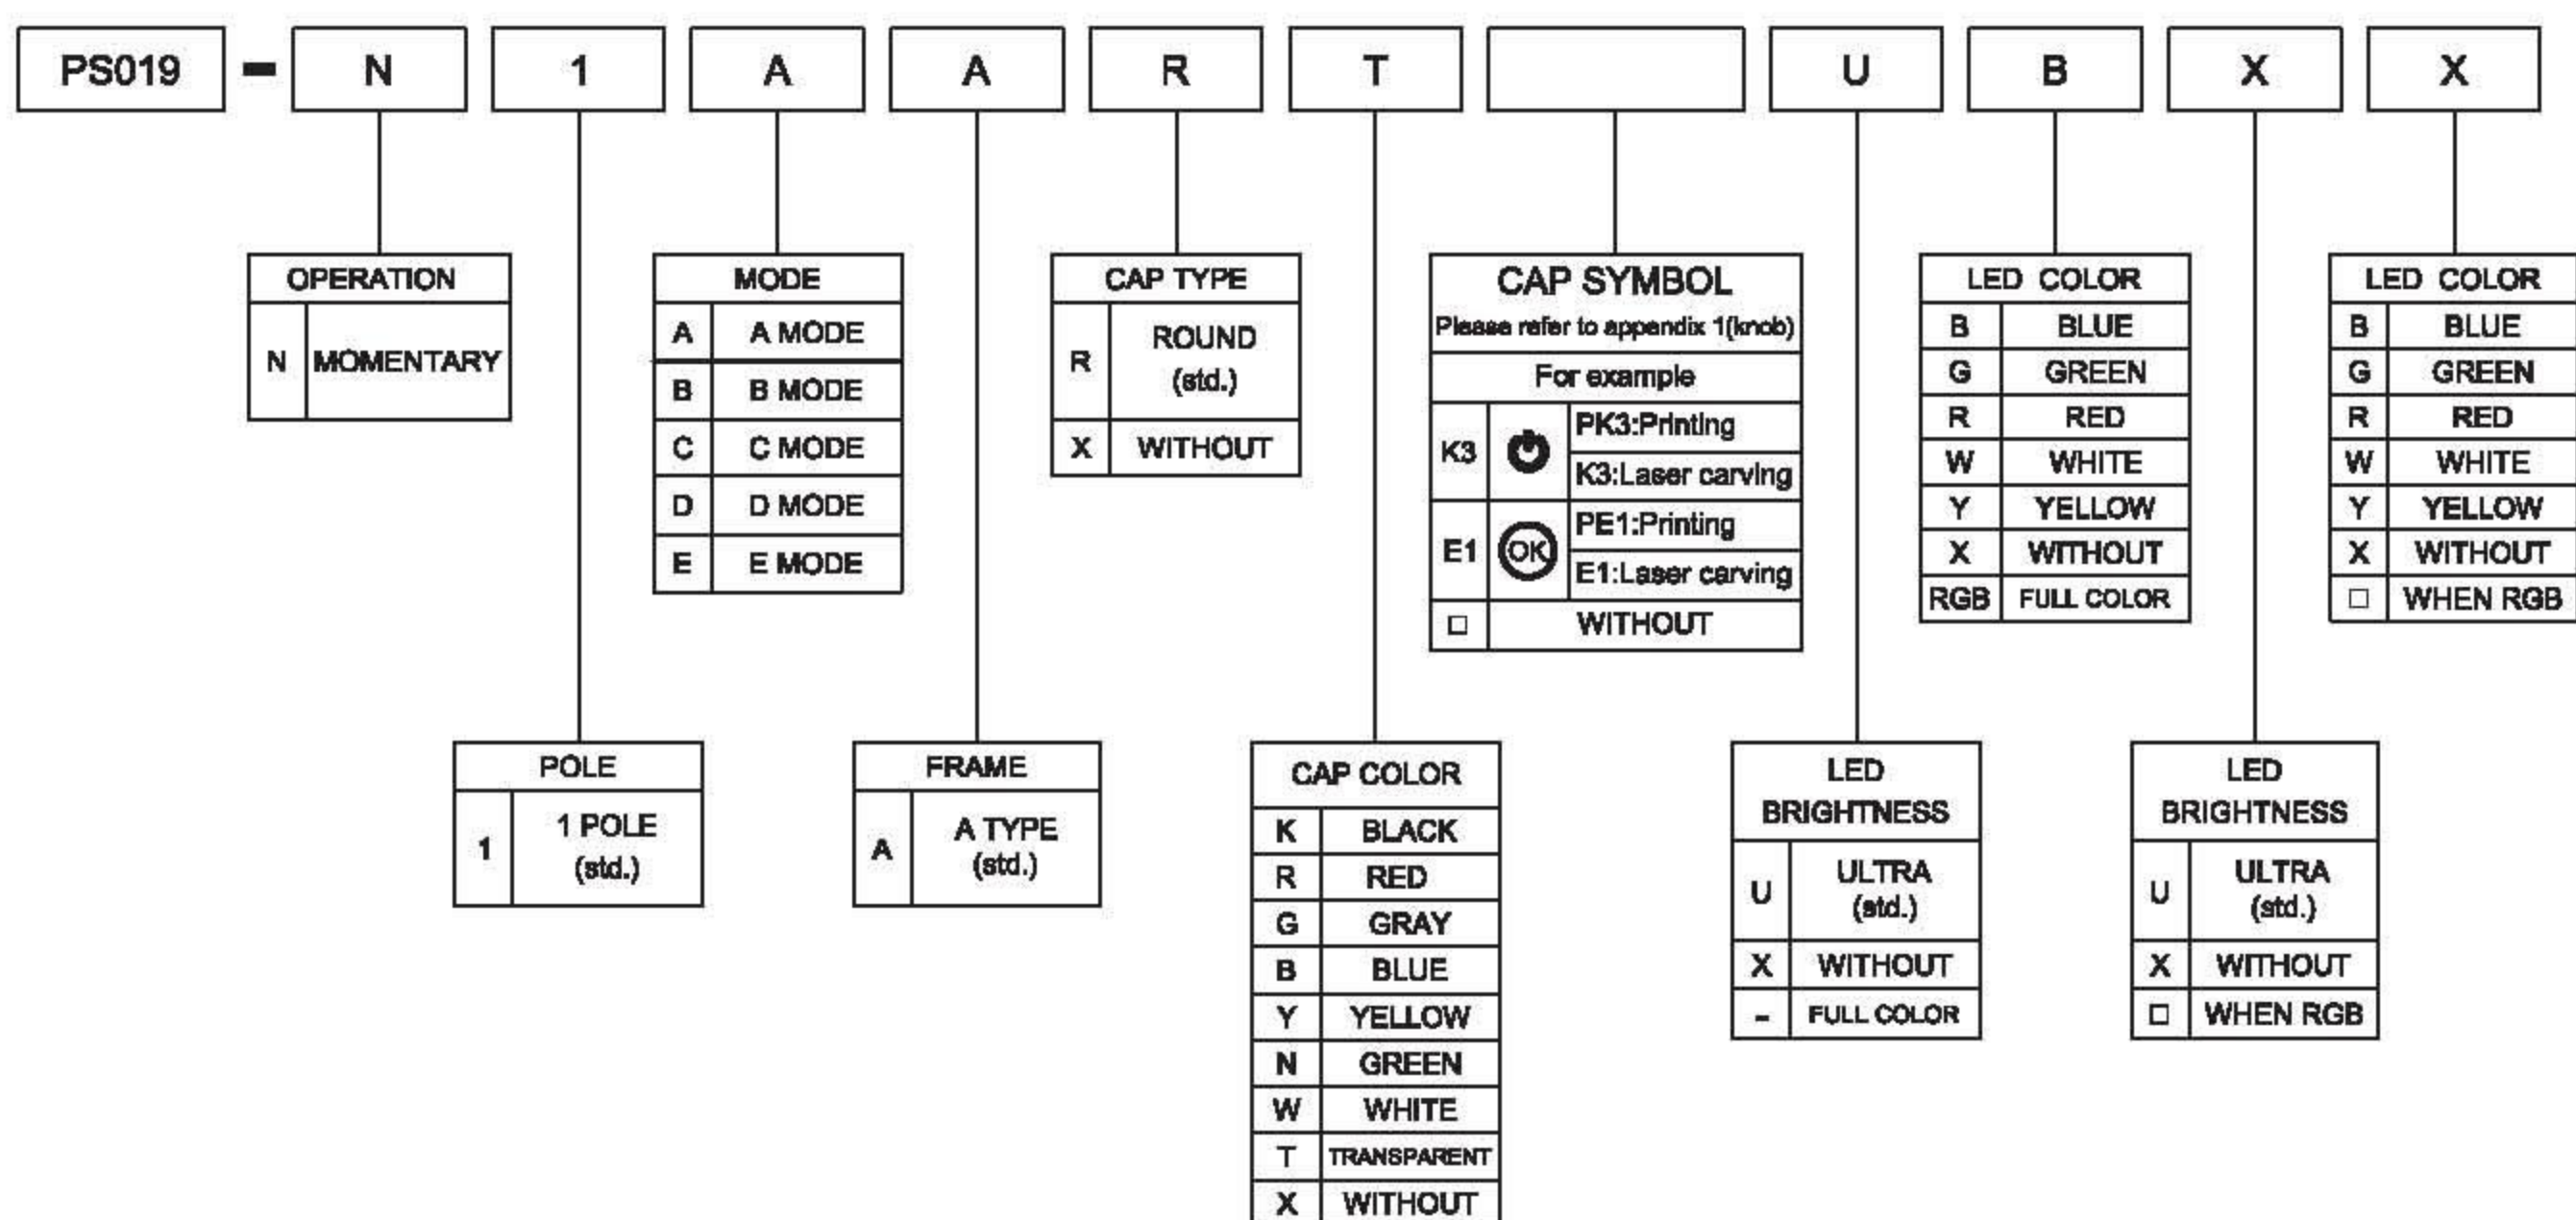 PS019 - N 1 A A R T U B X X
OPERATION
N MOMENTARY
MODE
A A MODE
B B MODE
C C MODE
D D MODE
E E MODE
CAP TYPE
R ROUND
(std.)
X WITHOUT
CAP SYMBOL
Please refer to appendix 1(knob)
For example
K3 PK3:Printing
K3:Laser carving
E1 OK PE1:Printing
E1:Laser carving
□ WITHOUT
LED COLOR
B BLUE
G GREEN
R RED
W WHITE
Y YELLOW
X WITHOUT
RGB FULL COLOR
LED COLOR
B BLUE
G GREEN
R RED
W WHITE
Y YELLOW
X WITHOUT
□ WHEN RGB
POLE
1 1 POLE
(std.)
FRAME
A A TYPE
(std.)
CAP COLOR
K BLACK
R RED
G GRAY
B BLUE
Y YELLOW
N GREEN
W WHITE
T TRANSPARENT
X WITHOUT
LED
BRIGHTNESS
U ULTRA
(std.)
X WITHOUT
- FULL COLOR
LED
BRIGHTNESS
U ULTRA
(std.)
X WITHOUT
□ WHEN RGB